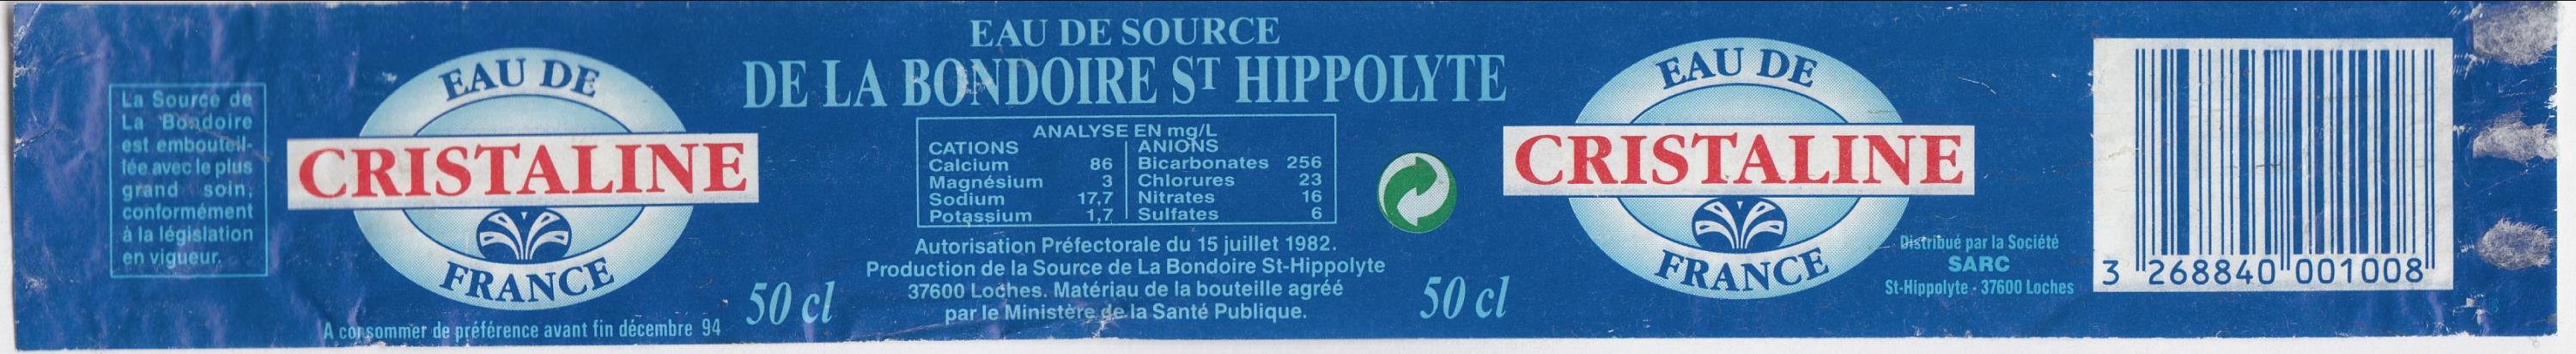 La Source de
La Bondoire
est embouteil-
lée avec le plus
grand soin,
conformément
à la législation
en vigueur.
EAU DE
CRISTALINE
FRANCE
A consommer de préférence avant fin décembre 94
50 cl
EAU DE SOURCE
DE LA BONDOIRE ST HIPPOLYTE
ANALYSE EN mg/L
CATIONS ANIONS
Calcium 86 Bicarbonates 256
Magnésium 3 Chlorures 23
Sodium 17,7 Nitrates 16
Potassium 1,7 Sulfates 6
Autorisation Préfectorale du 15 juillet 1982.
Production de la Source de La Bondoire St-Hippolyte
37600 Loches. Matériau de la bouteille agréé
par le Ministère de la Santé Publique.
50 cl
EAU DE
CRISTALINE
FRANCE
Distribué par la Société
SARC
St-Hippolyte - 37600 Loches
3 268840 001008